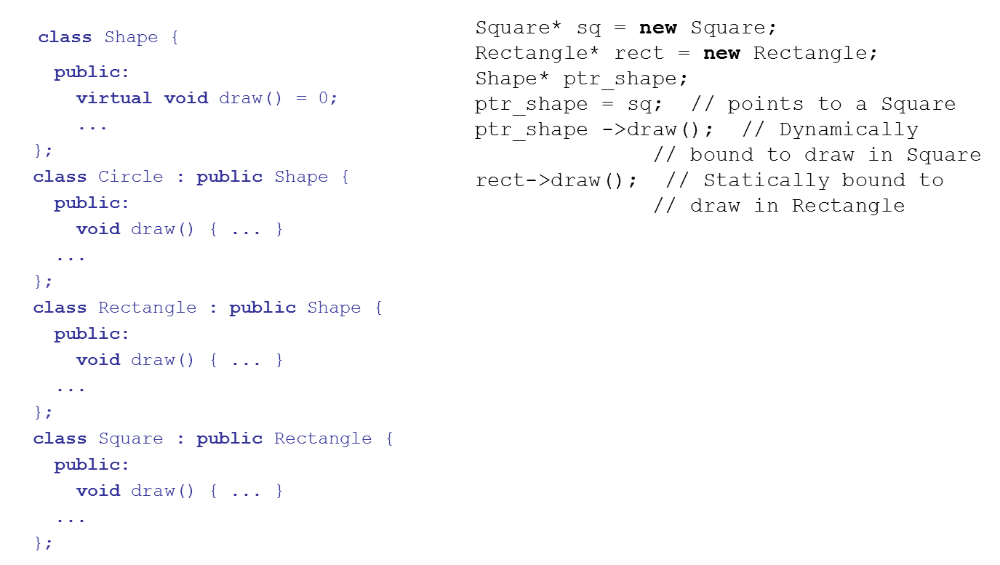 class Shape {
public:
virtual void draw() = 0;
...
};
class Circle : public Shape {
public:
void draw() { ... }
...
};
class Rectangle : public Shape {
public:
void draw() { ... }
...
};
class Square : public Rectangle {
public:
void draw() { ... }
...
};
Square* sq = new Square;
Rectangle* rect = new Rectangle;
Shape* ptr_shape;
ptr_shape = sq; // points to a Square
ptr_shape ->draw(); // Dynamically
// bound to draw in Square
rect->draw(); // Statically bound to
// draw in Rectangle